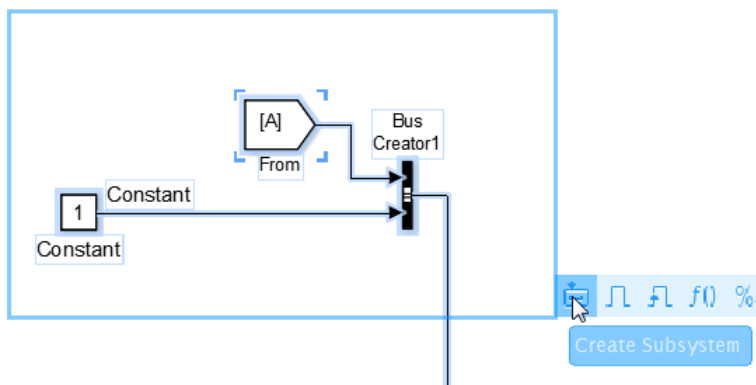 [A]
From
Bus
Creator1
Constant
1
Constant
f()
%
Create Subsystem